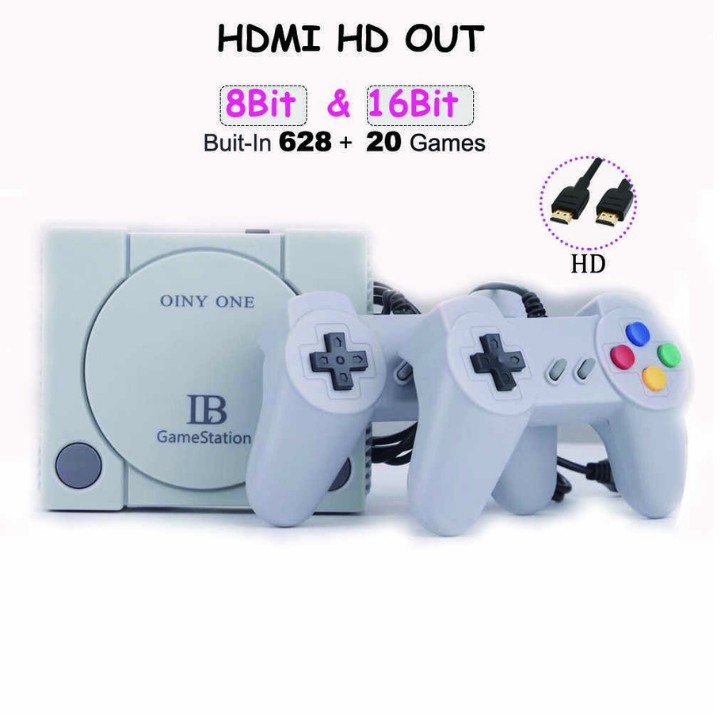 HDMI HD OUT
8Bit & 16Bit
Buit-In 628 + 20 Games
HD
OINY ONE
IB
GameStation